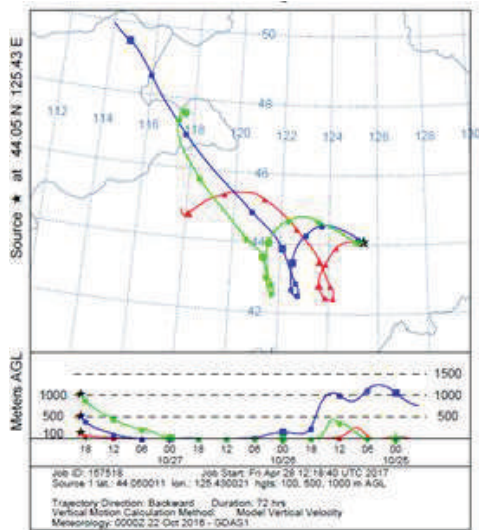 Source ★ at 44.05 N 125.43 E
50
48
46
44
42
112 114 116 118 120 122 124 126 128 130
Meters AGL
1500
1000 1000
500 500
100
18 12 06 00 18 12 06 00 18 12 06 00
10/27 10/26 10/25
Job ID: 157518 Job Start: Fri Apr 28 12:18:40 UTC 2017
Source 1 lat.: 44.050011 lon.: 125.430021 hgts: 100, 500, 1000 m AGL
Trajectory Direction: Backward Duration: 72 hrs
Vertical Motion Calculation Method: Model Vertical Velocity
Meteorology: 0000Z 22 Oct 2016 - GDAS1